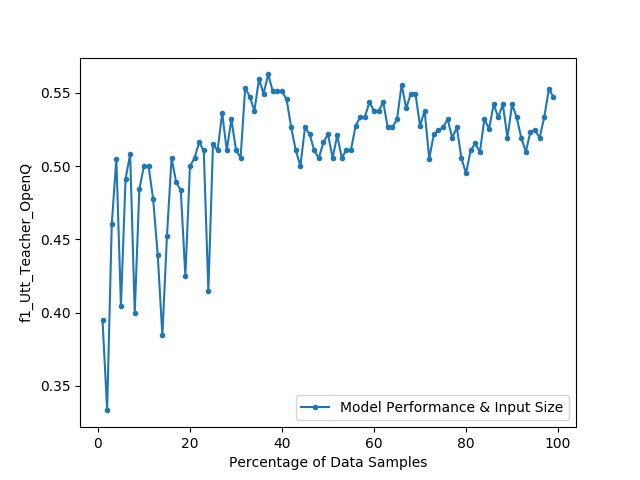 0.55
0.50
0.45
0.40
0.35
f1_Utt_Teacher_OpenQ
Model Performance & Input Size
0 20 40 60 80 100
Percentage of Data Samples